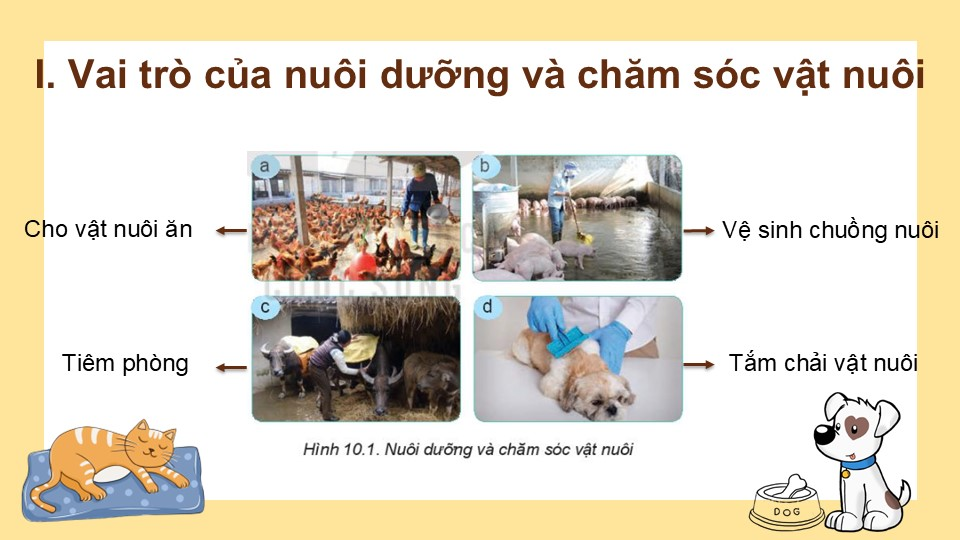 I. Vai trò của nuôi dưỡng và chăm sóc vật nuôi
a
b
Cho vật nuôi ăn
Vệ sinh chuồng nuôi
c
d
Tiêm phòng
Tắm chải vật nuôi
Hình 10.1. Nuôi dưỡng và chăm sóc vật nuôi
DOG